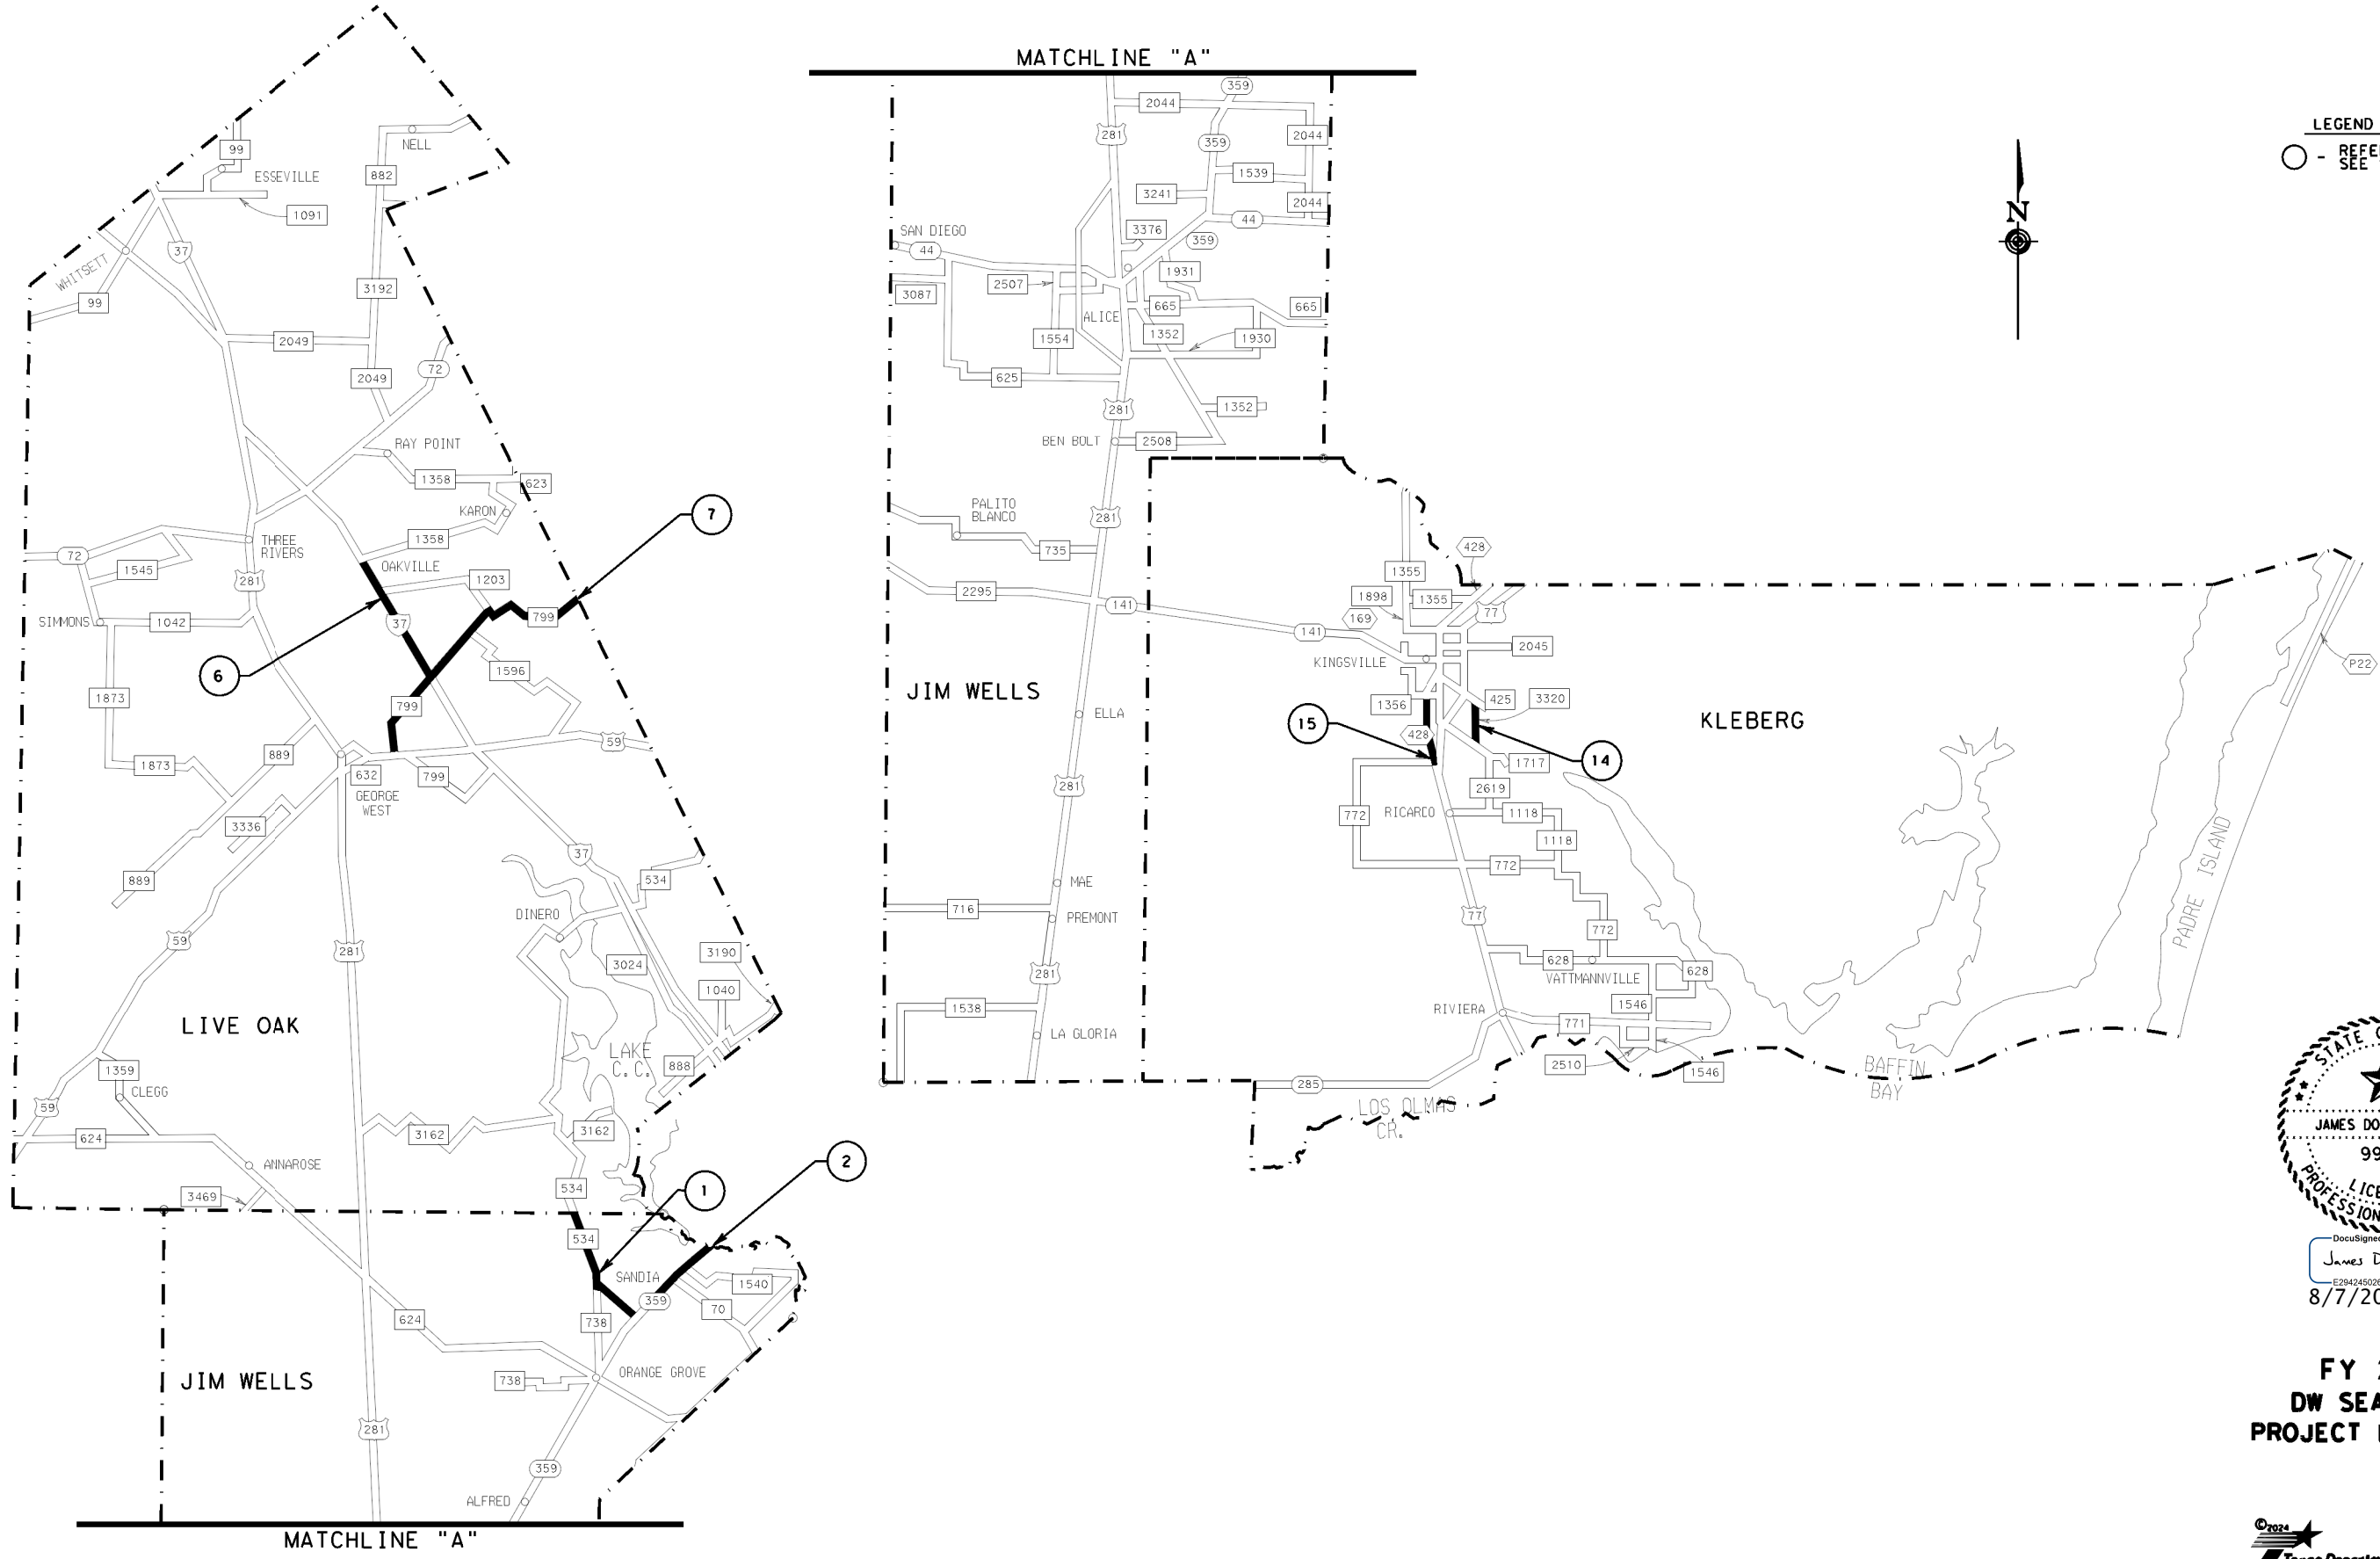 MATCHLINE "A"
359
2044
281
2044
359
1539
3241
2044
44
3376
359
SAN DIEGO
44
1931
2507
3087
665
665
ALICE
1352
1930
1554
625
281
1352
BEN BOLT
2508
PALITO
BLANCO
281
735
2295
141
141
JIM WELLS
ELLA
281
MAE
716
PREMONT
281
1538
LA GLORIA
99
ESSEVILLE
1091
NELL
882
37
WHITSETT
99
3192
2049
2049
72
RAY POINT
1358
623
KARON
7
THREE
RIVERS
72
1545
1358
OAKVILLE
281
1203
799
SIMMONS
1042
37
6
1596
1873
799
889
59
1873
632
799
GEORGE
WEST
3336
889
37
534
DINERO
59
281
3024
3190
1040
LIVE OAK
LAKE
C.C.
888
1359
CLEGG
59
624
3162
3162
ANNAROSE
2
3469
534
1
534
SANDIA
1540
359
70
624
738
JIM WELLS
738
ORANGE GROVE
281
359
ALFRED
MATCHLINE "A"
428
1355
1898
1355
169
77
KINGSVILLE
2045
P22
1356
425
3320
KLEBERG
15
428
14
1717
2619
772
RICARDO
1118
1118
772
77
772
628
628
VATTMANNVILLE
1546
RIVIERA
771
2510
1546
285
LOS OLMAS
CR.
BAFFIN
BAY
PADRE ISLAND
N
LEGEND
-
SEE
STATE
JAMES
99
PROFESSION
DocuSigned
James D
8/7/20
FY
DW SEA
PROJECT
©2024
Texas